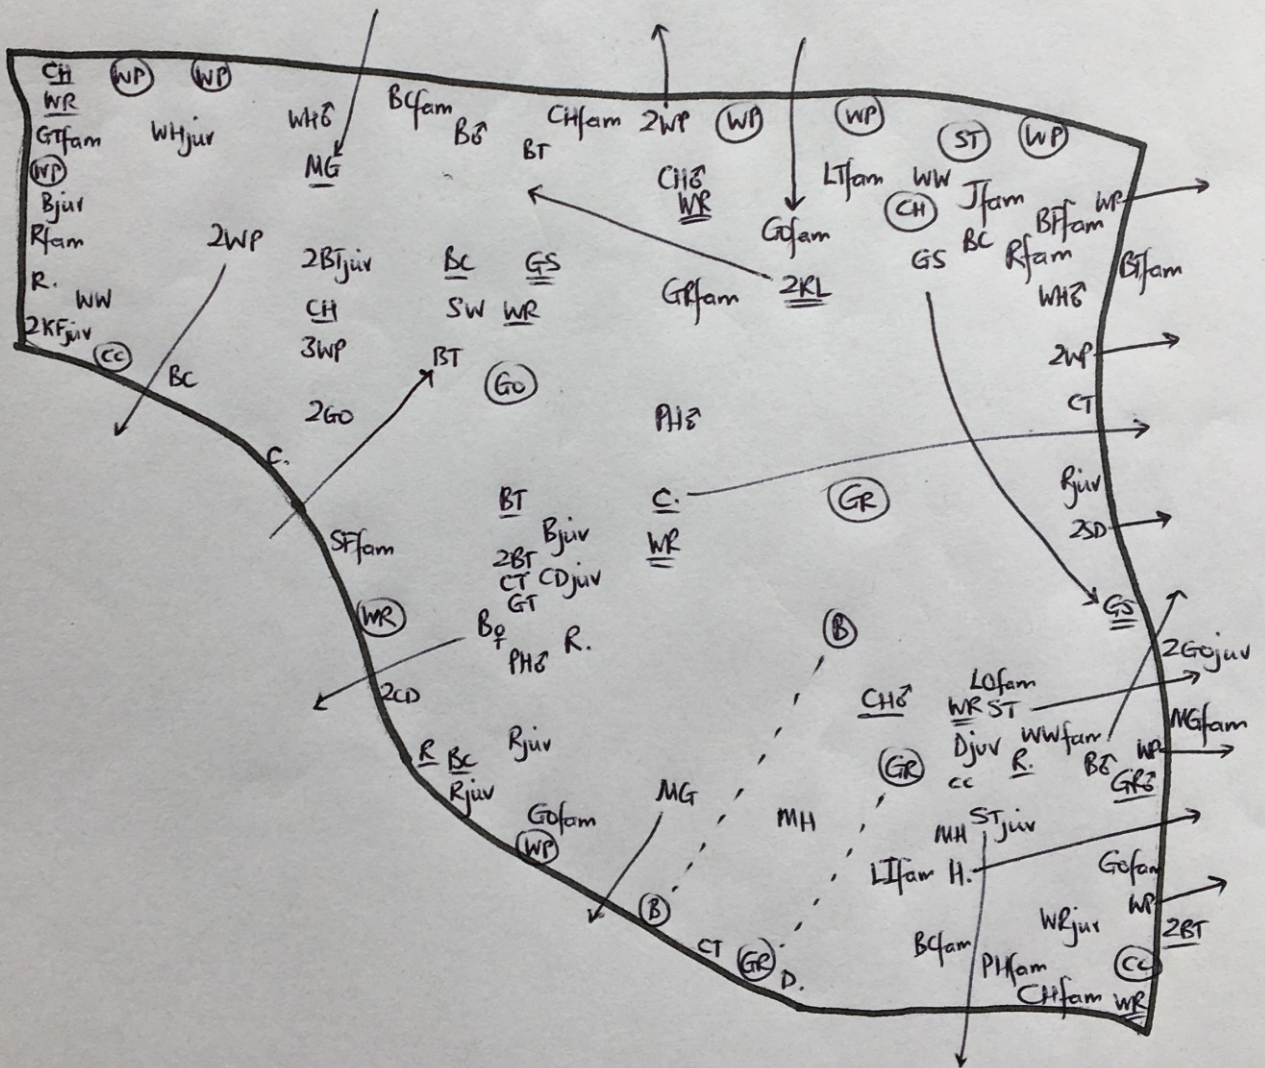 CH WP WP
WR
GTfam WHjuv WH♂ BCfam B♂ CHfam 2WP WP WP ST WP
BT
WP MG CH♂ LTfam WW Jfam WP
Bjuv WR CH BTfam
Rfam 2WP Gofam BC Rfam
2BTjuv BC GS GS BTfam
R. 2RL
WW CH SW WR GRfam WH♂
2KFjuv
CC 3WP BT 2WP
BC Go
2GO PH♂ CT
C.
BT C. GR Rjuv
Bjuv 2SD
SFfam WR
2BT
CT CDjuv
GT GS
WR B♀ R. B
PH♂ 2Gojuv
2CD CH♂ LOfam
WR ST
MGfam
R BC Rjuv Djuv WWfam WP
GR CC R. B♂
Rjuv GR♂
MG
Gofam MH STjuv
WP MH
LIfam H. Gofam
B WP
WRjuv 2BT
CT BCfam
GR D. PHfam CC
CHfam WR